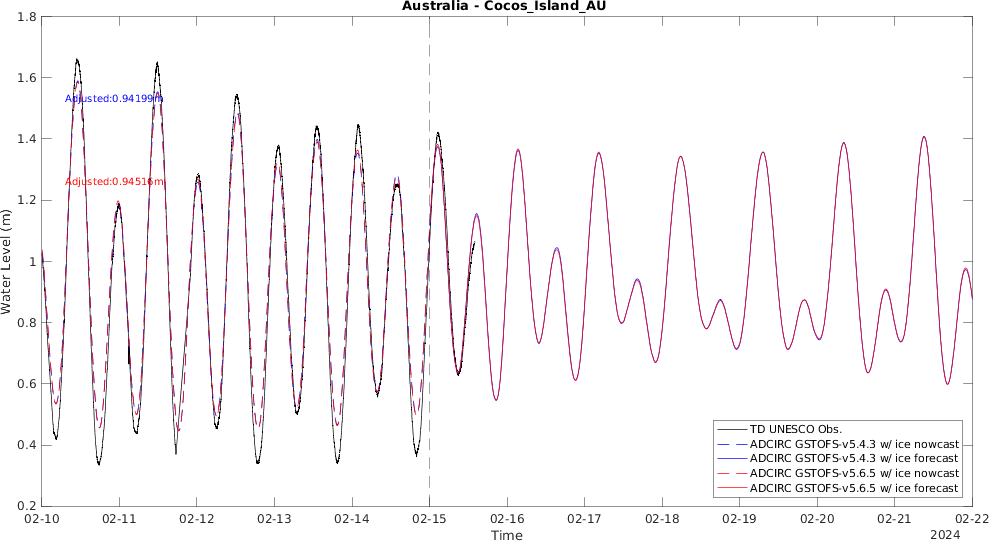 Australia - Cocos_Island_AU
1.8
1.6
1.4
1.2
1
0.8
0.6
0.4
0.2
Water Level (m)
Adjusted:0.94199m
Adjusted:0.94516m
TD UNESCO Obs.
ADCIRC GSTOFS-v5.4.3 w/ ice nowcast
ADCIRC GSTOFS-v5.4.3 w/ ice forecast
ADCIRC GSTOFS-v5.6.5 w/ ice nowcast
ADCIRC GSTOFS-v5.6.5 w/ ice forecast
02-10 02-11 02-12 02-13 02-14 02-15 02-16 02-17 02-18 02-19 02-20 02-21 02-22
Time
2024